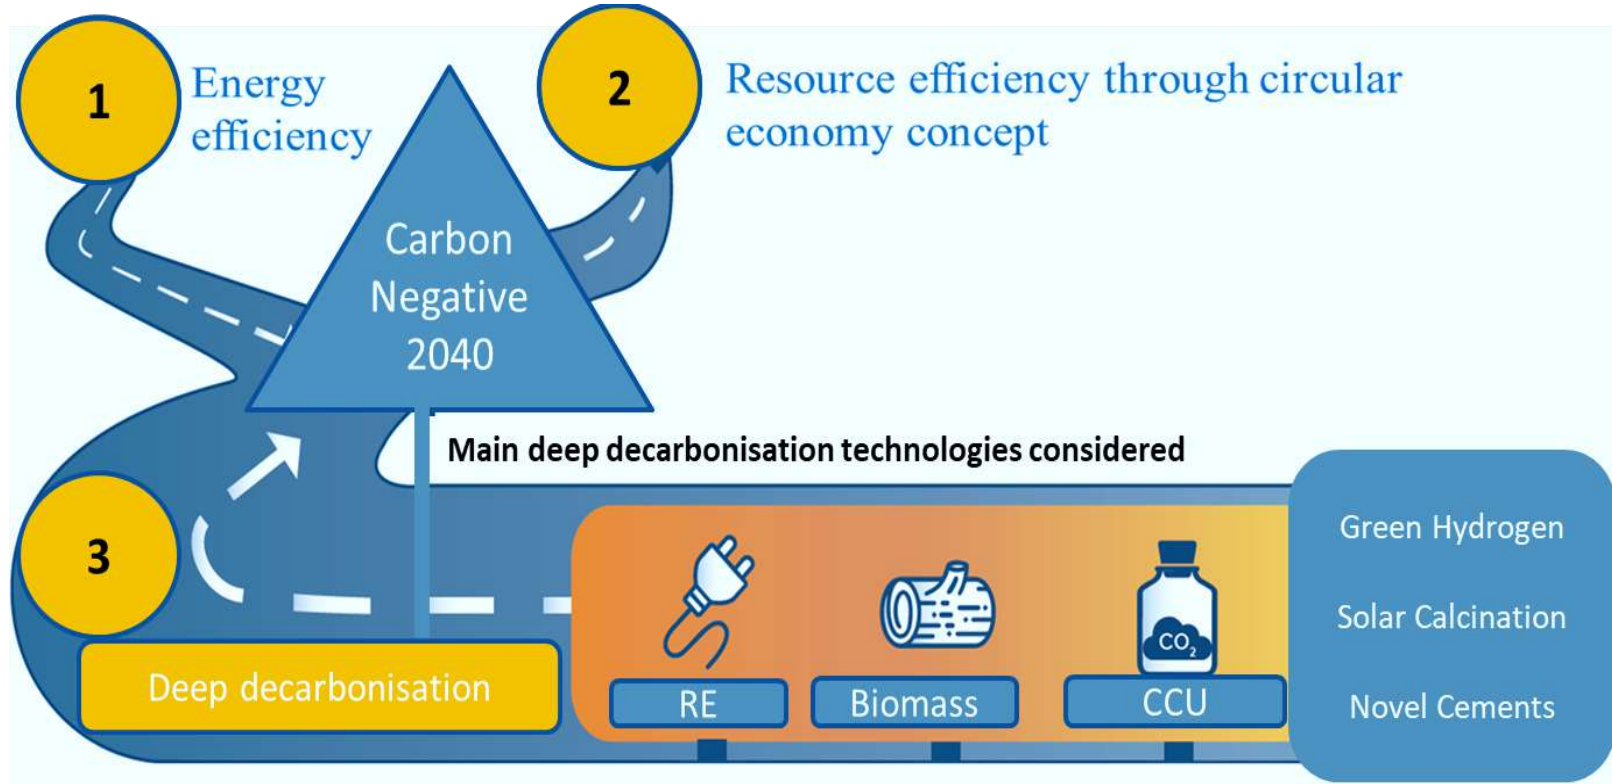 1
Energy
efficiency
2
Resource efficiency through circular
economy concept
Carbon
Negative
2040
Main deep decarbonisation technologies considered
3
Deep decarbonisation
RE
Biomass
CO₂
CCU
Green Hydrogen
Solar Calcination
Novel Cements